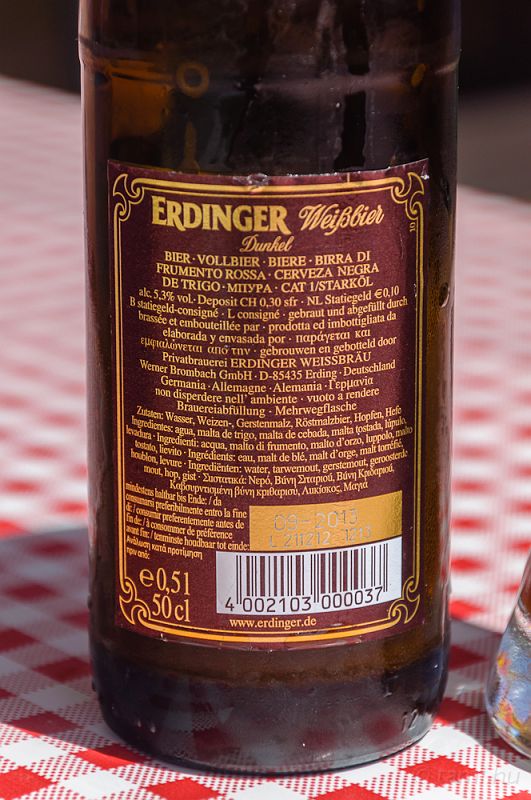 ERDINGER Weißbier
Dunkel
BIER · VOLLBIER · BIERE · BIRRA DI
FRUMENTO ROSSA · CERVEZA NEGRA
DE TRIGO · ΜΠΥΡΑ · CAT 1/STARKÖL
alc. 5,3% vol. · Deposit CH 0,30 sfr · NL Statiegeld €0,10
B statiegeld-consigné · L consigné · gebraut und abgefüllt durch
brassée et embouteillée par · prodotta ed imbottigliata da
elaborada y envasada por · παράγεται και
εμφιαλώνεται από την · gebrouwen en gebotteld door
Privatbrauerei ERDINGER WEISSBRÄU
Werner Brombach GmbH · D-85435 Erding · Deutschland
Germania · Allemagne · Alemania · Γερμανία
non disperdere nell' ambiente · vuoto a rendere
Brauereiabfüllung · Mehrwegflasche
Zutaten: Wasser, Weizen-, Gerstenmalz, Röstmalzbier, Hopfen, Hefe
Ingredientes: agua, malta de trigo, malta de cebada, malta tostada, lúpulo,
levadura · Ingredienti: acqua, malto di frumento, malto d'orzo, luppolo, malto
tostato, lievito · Ingrédients: eau, malt de blé, malt d'orge, malt torréfié,
houblon, levure · Ingrediënten: water, tarwemout, gerstemout, geroosterde
mout, hop, gist · Συστατικά: Νερό, Βύνη Σιταριού, Βύνη Κριθαριού,
Καβουρντισμένη βύνη κριθαριού, Λυκίσκος, Μαγιά
mindestens haltbar bis Ende: / da
consumarsi preferibilmente entro la fine
di: / consumir preferentemente antes de
fin de: / à consommer de préférence
avant fin: / tenminste houdbaar tot einde:
Ανάλωση κατά προτίμηση
πριν από:
09-2013
L 211212 1213
e 0,5 l
50 cl
4 002103 000037
www.erdinger.de